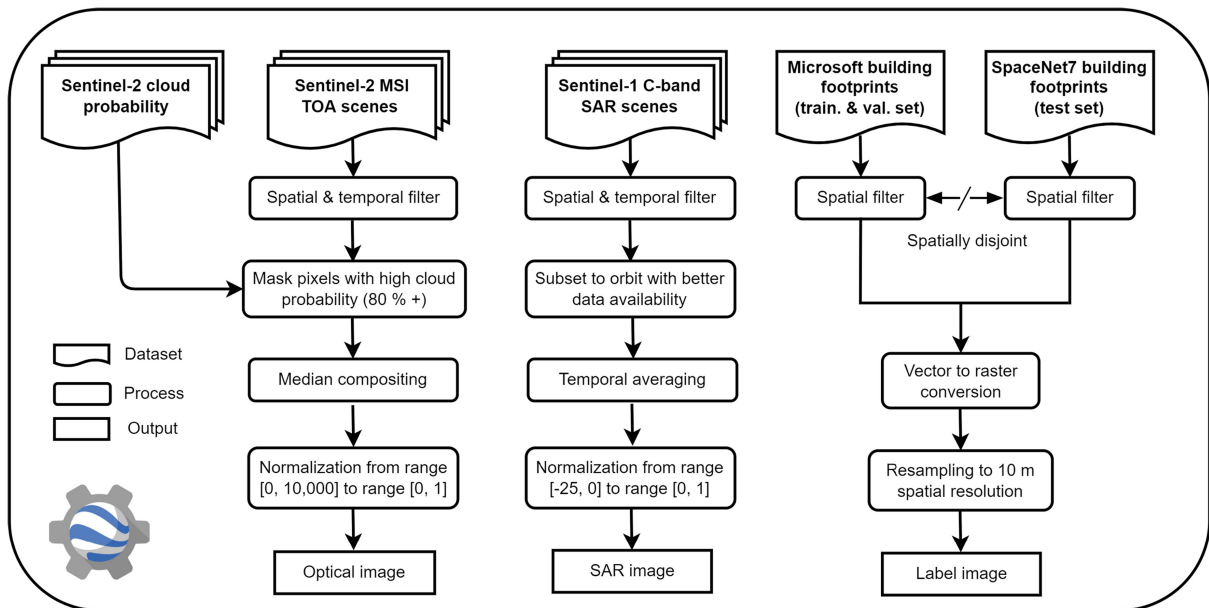 Sentinel-2 cloud
probability
Sentinel-2 MSI
TOA scenes
Sentinel-1 C-band
SAR scenes
Microsoft building
footprints
(train. & val. set)
SpaceNet7 building
footprints
(test set)
Spatial & temporal filter
Spatial & temporal filter
Spatial filter
Spatial filter
Spatially disjoint
Mask pixels with high cloud
probability (80 % +)
Subset to orbit with better
data availability
Dataset
Process
Output
Median compositing
Temporal averaging
Vector to raster
conversion
Normalization from range
[0, 10,000] to range [0, 1]
Normalization from range
[-25, 0] to range [0, 1]
Resampling to 10 m
spatial resolution
Optical image
SAR image
Label image